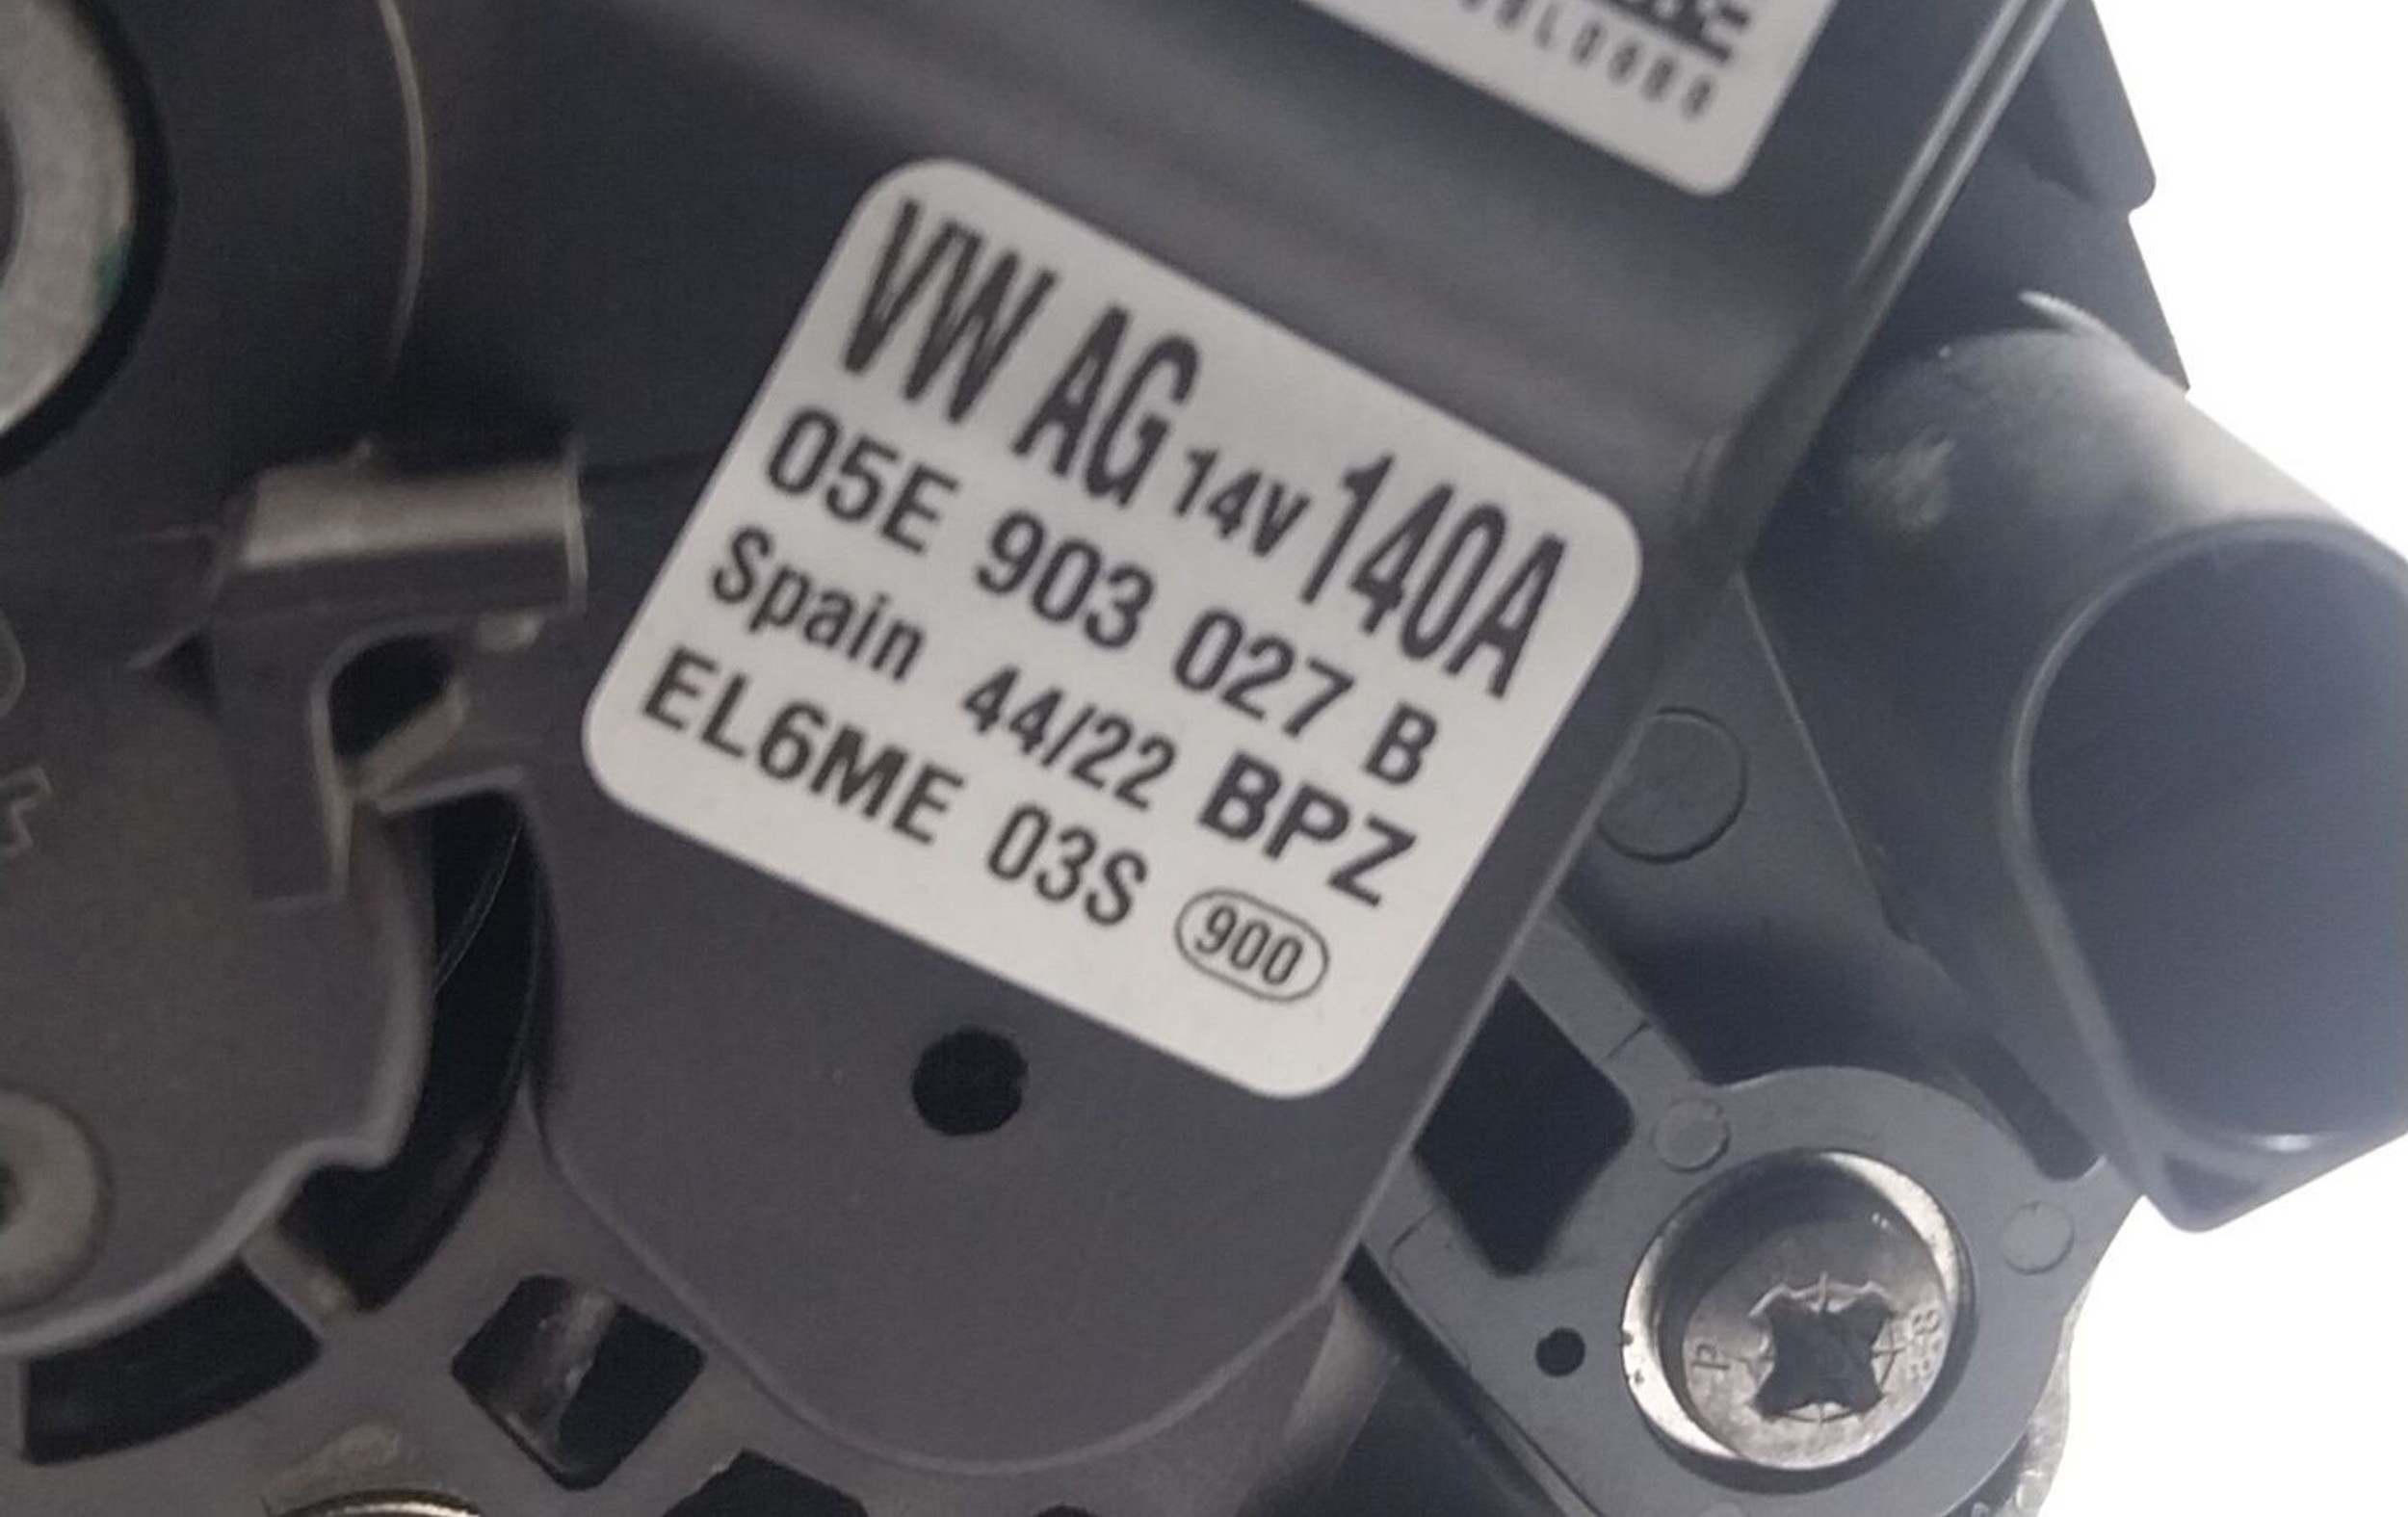 VW AG 14V 140A
05E 903 027 B
Spain 44/22 BPZ
EL6ME 03S 900